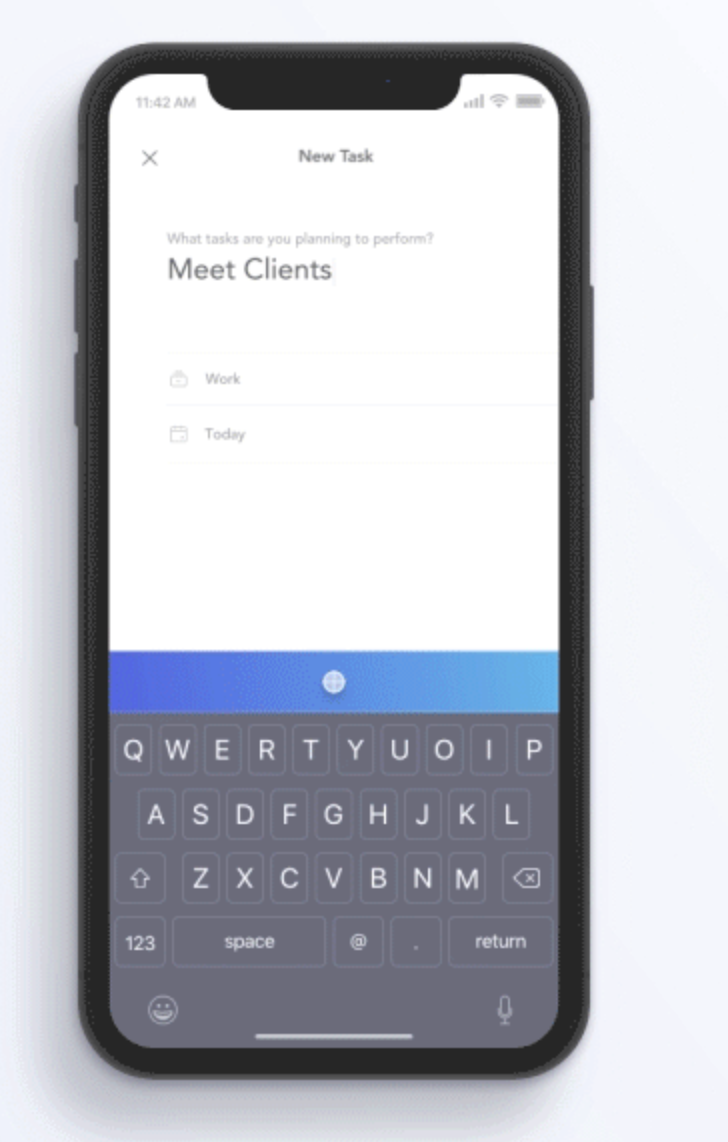 11:42 AM
New Task
What tasks are you planning to perform?
Meet Clients
Work
Today
Q W E R T Y U O I P
A S D F G H J K L
Z X C V B N M
123 space @ . return